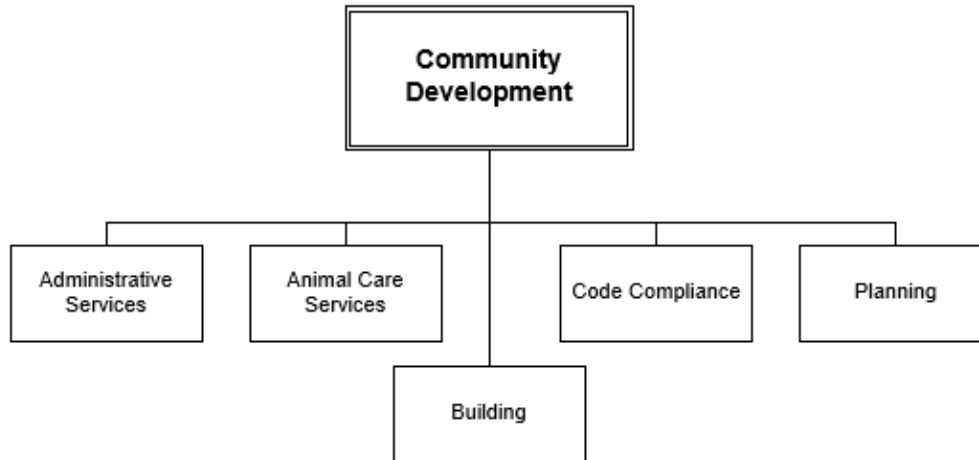 Community
Development
Administrative
Services
Animal Care
Services
Code Compliance
Planning
Building